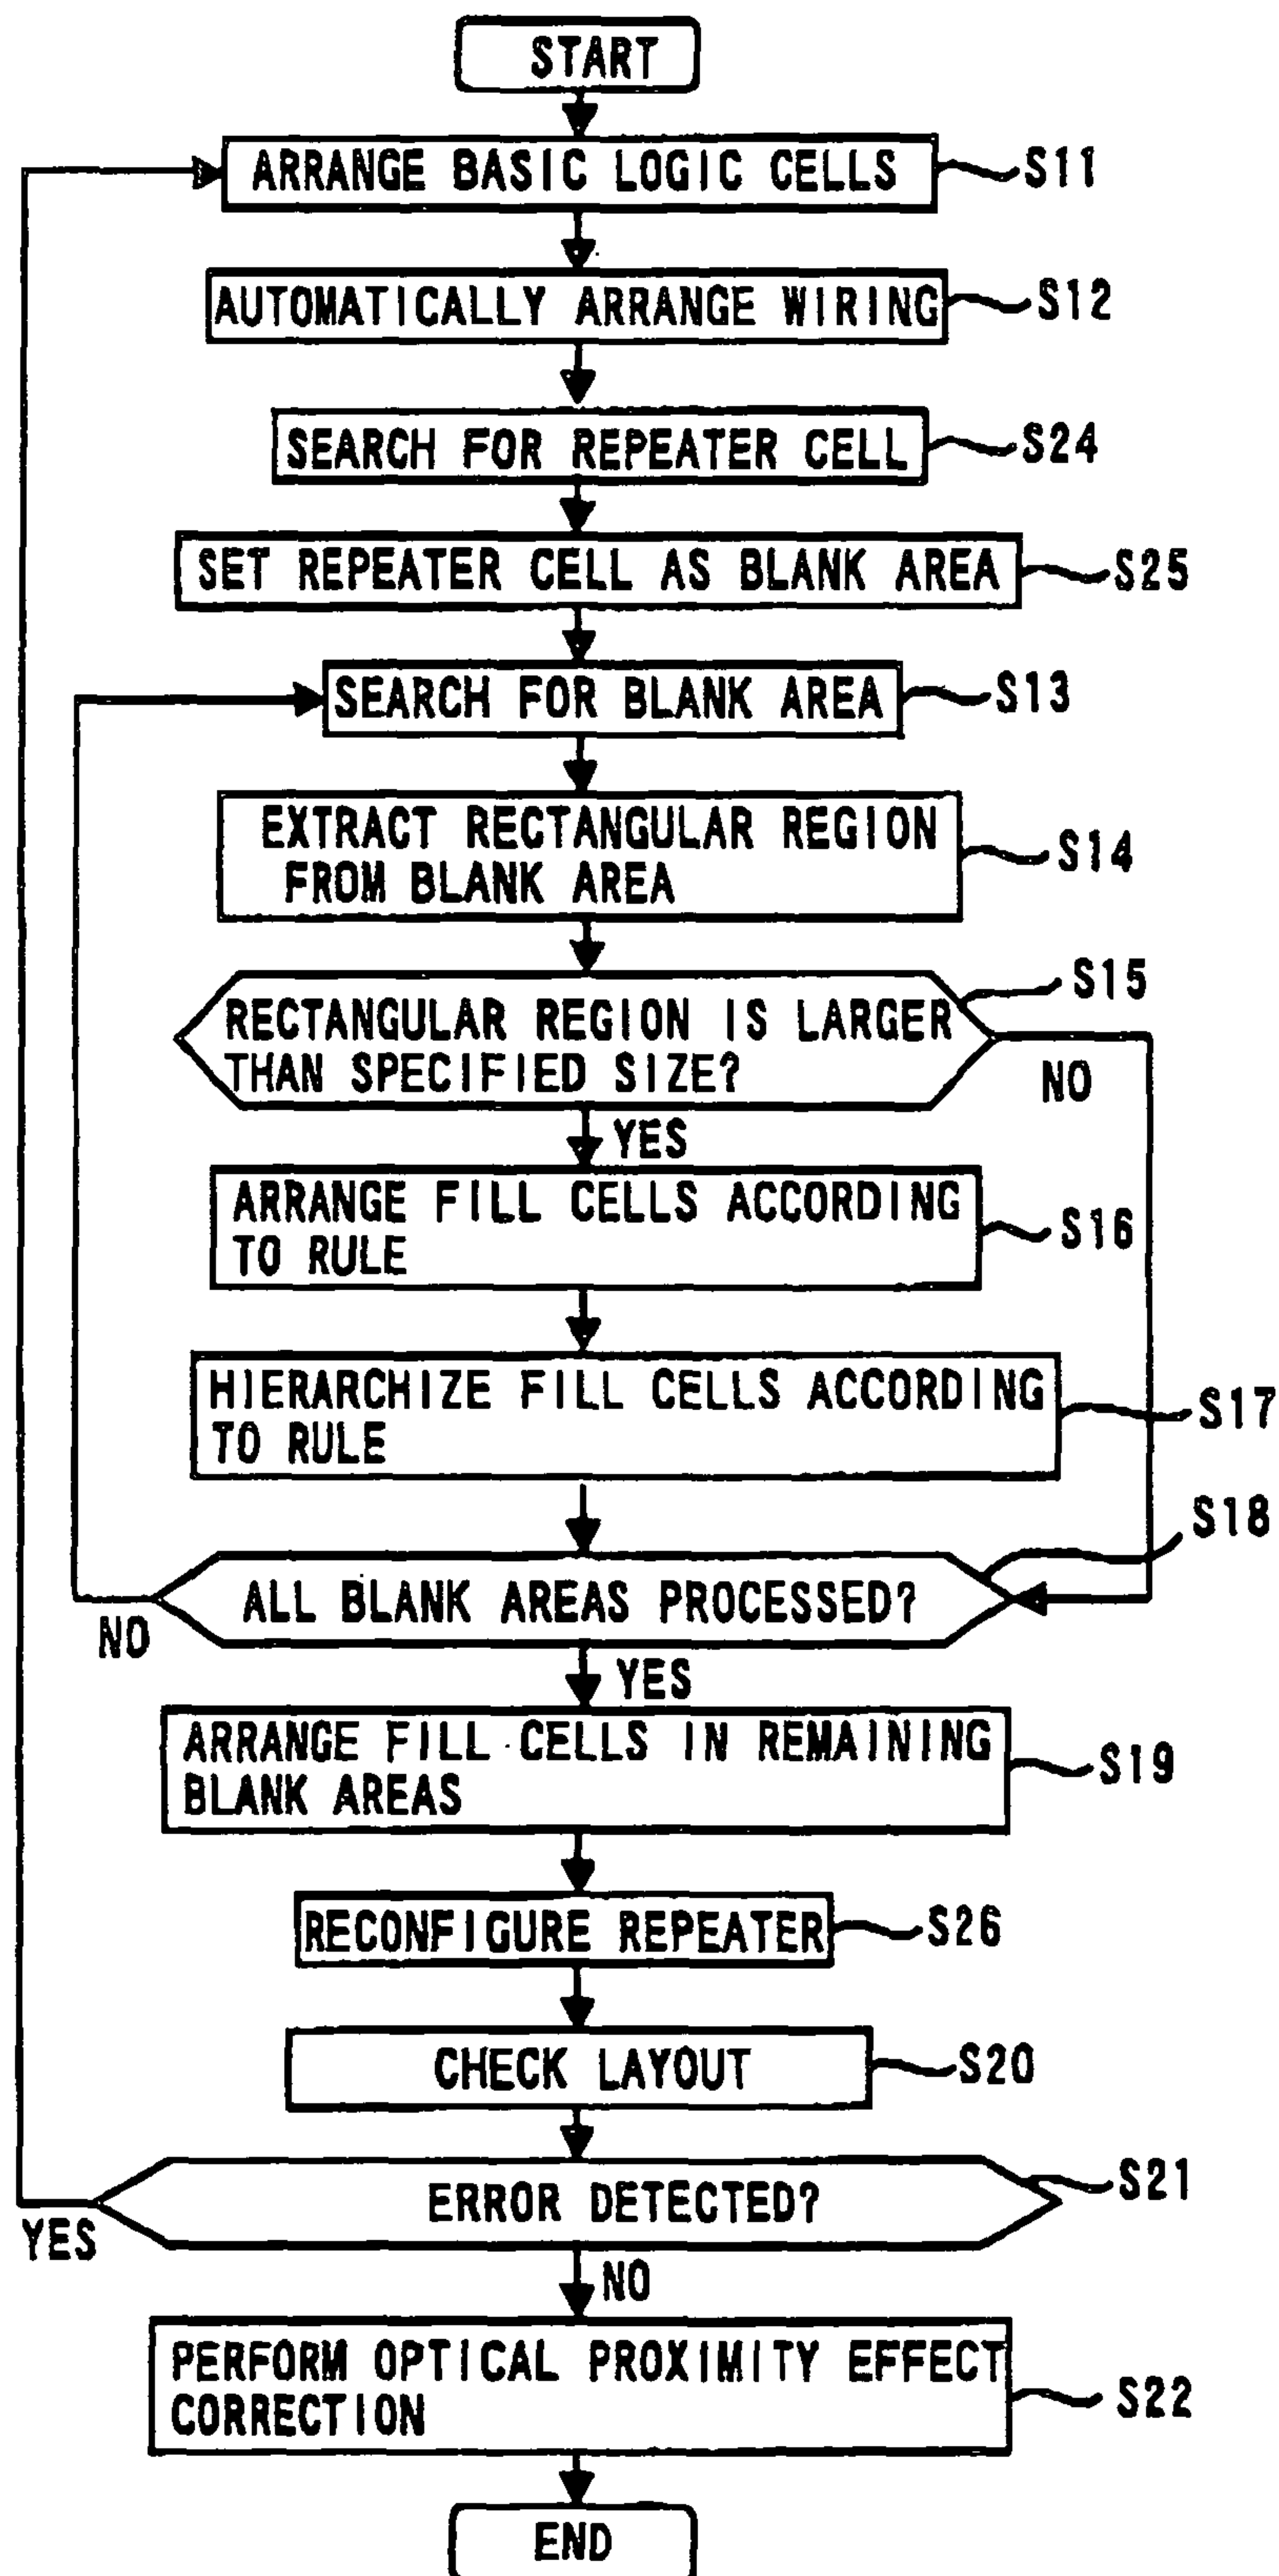 START
ARRANGE BASIC LOGIC CELLS
S11
AUTOMATICALLY ARRANGE WIRING
S12
SEARCH FOR REPEATER CELL
S24
SET REPEATER CELL AS BLANK AREA
S25
SEARCH FOR BLANK AREA
S13
EXTRACT RECTANGULAR REGION
FROM BLANK AREA
S14
RECTANGULAR REGION IS LARGER
THAN SPECIFIED SIZE?
S15
NO
YES
ARRANGE FILL CELLS ACCORDING
TO RULE
S16
HIERARCHIZE FILL CELLS ACCORDING
TO RULE
S17
S18
ALL BLANK AREAS PROCESSED?
NO
YES
ARRANGE FILL CELLS IN REMAINING
BLANK AREAS
S19
RECONFIGURE REPEATER
S26
CHECK LAYOUT
S20
ERROR DETECTED?
S21
YES
NO
PERFORM OPTICAL PROXIMITY EFFECT
CORRECTION
S22
END